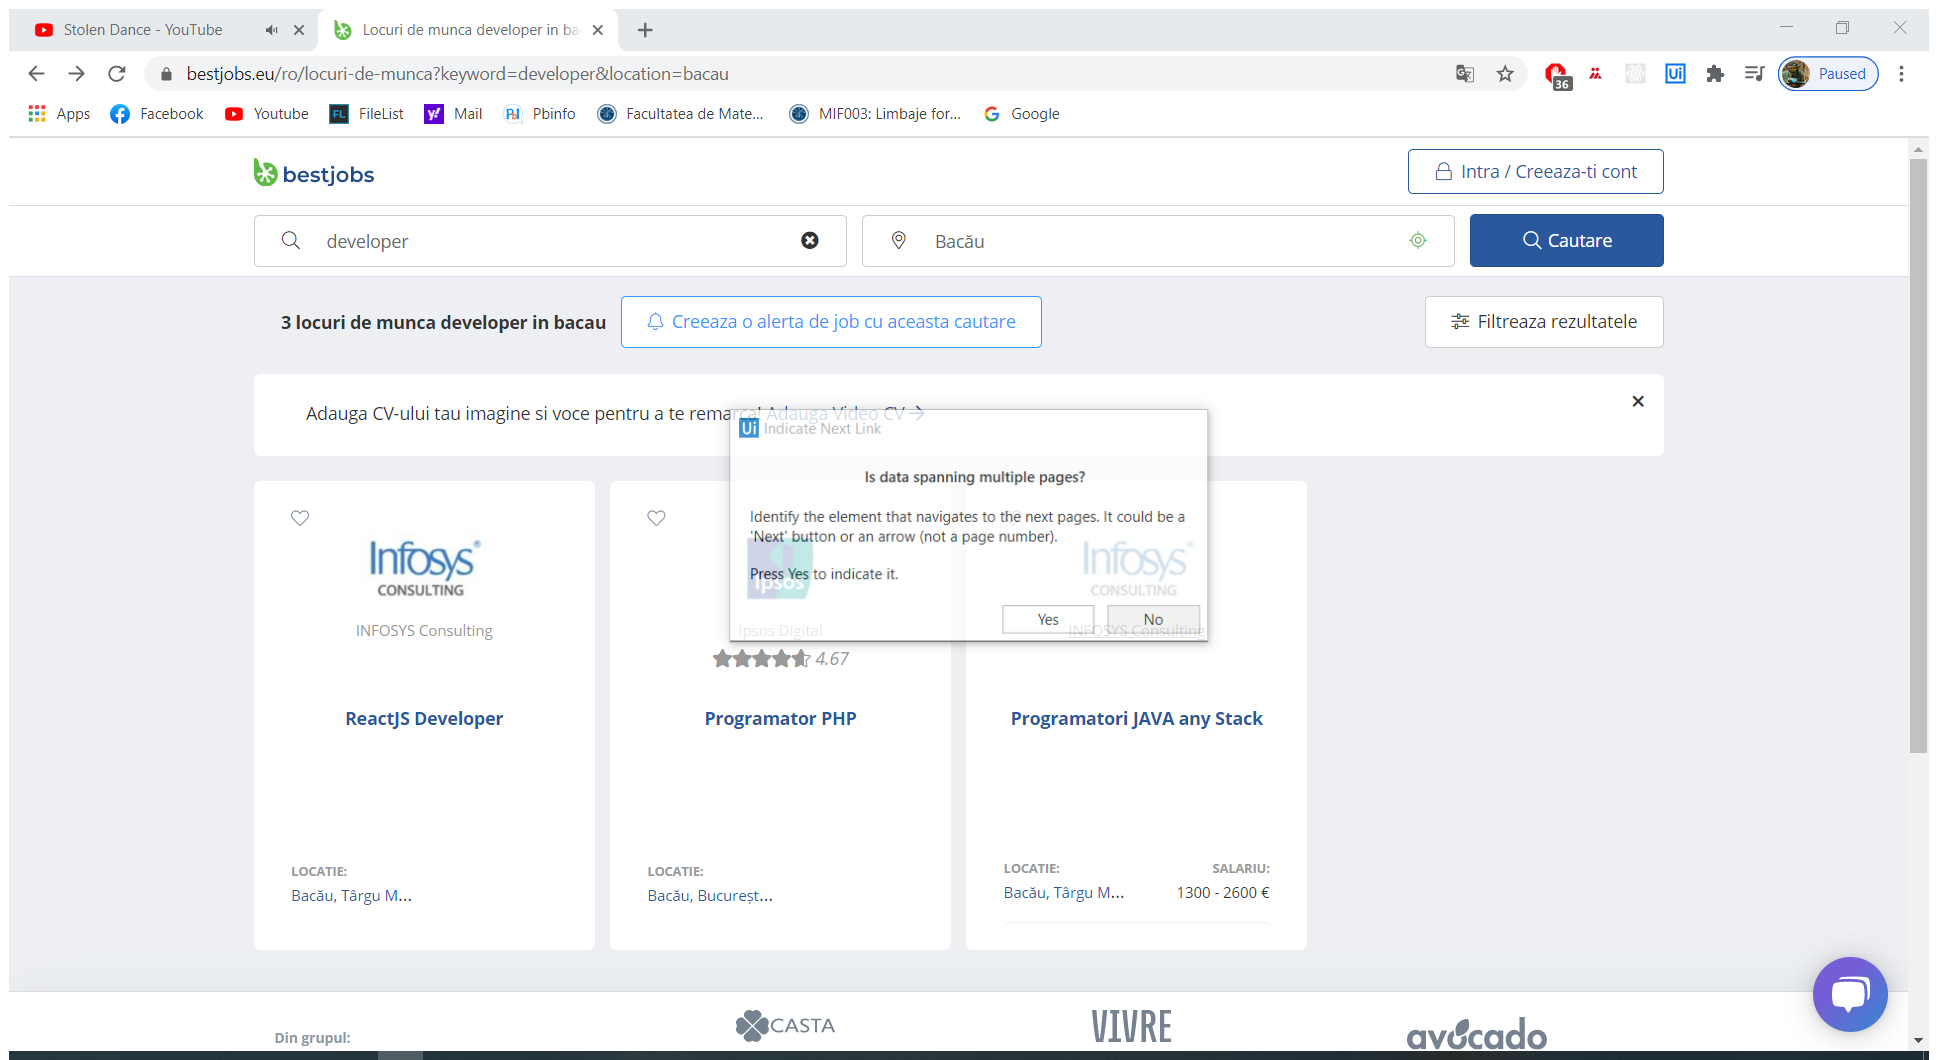 Stolen Dance - YouTube
Locuri de munca developer in ba
bestjobs.eu/ro/locuri-de-munca?keyword=developer&location=bacau
36
Ui
Paused
Apps
Facebook
Youtube
FL
FileList
y!
Mail
Pbinfo
Facultatea de Mate...
MIF003: Limbaje for...
Google
bestjobs
Intra / Creeaza-ti cont
developer
Bacău
Cautare
3 locuri de munca developer in bacau
Creeaza o alerta de job cu aceasta cautare
Filtreaza rezultatele
Adauga CV-ului tau imagine si voce pentru a te remarca! Adauga Video CV
Ui Indicate Next Link
Is data spanning multiple pages?
Identify the element that navigates to the next pages. It could be a
'Next' button or an arrow (not a page number).
Press Yes to indicate it.
Yes
No
Infosys®
CONSULTING
INFOSYS Consulting
ReactJS Developer
LOCATIE:
Bacău, Târgu M...
Ipsos
Ipsos Digital
4.67
Programator PHP
LOCATIE:
Bacău, Bucureșt...
Infosys®
CONSULTING
INFOSYS Consulting
Programatori JAVA any Stack
LOCATIE:
SALARIU:
Bacău, Târgu M...
1300 - 2600 €
Din grupul:
CASTA
VIVRE
avocado